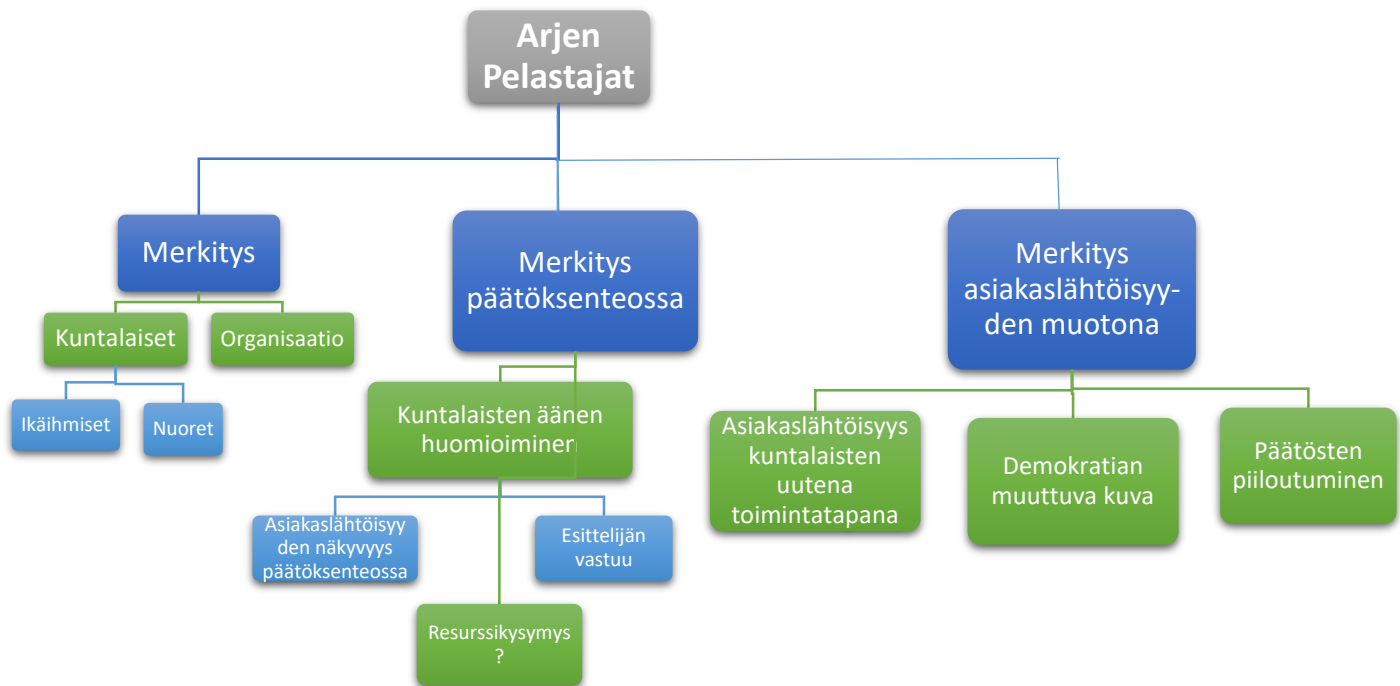 Arjen
Pelastajat
Merkitys
Kuntalaiset
Organisaatio
Ikäihmiset
Nuoret
Merkitys
päätöksenteossa
Kuntalaisten äänen
huomioiminen
Asiakaslähtöisyy
den näkyvyys
päätöksenteossa
Esittelijän
vastuu
Resurssikysymys
?
Merkitys
asiakaslähtöisyy-
den muotona
Asiakaslähtöisyys
kuntalaisten
uutena
toimintatapana
Demokratian
muuttuva kuva
Päätösten
piiloutuminen